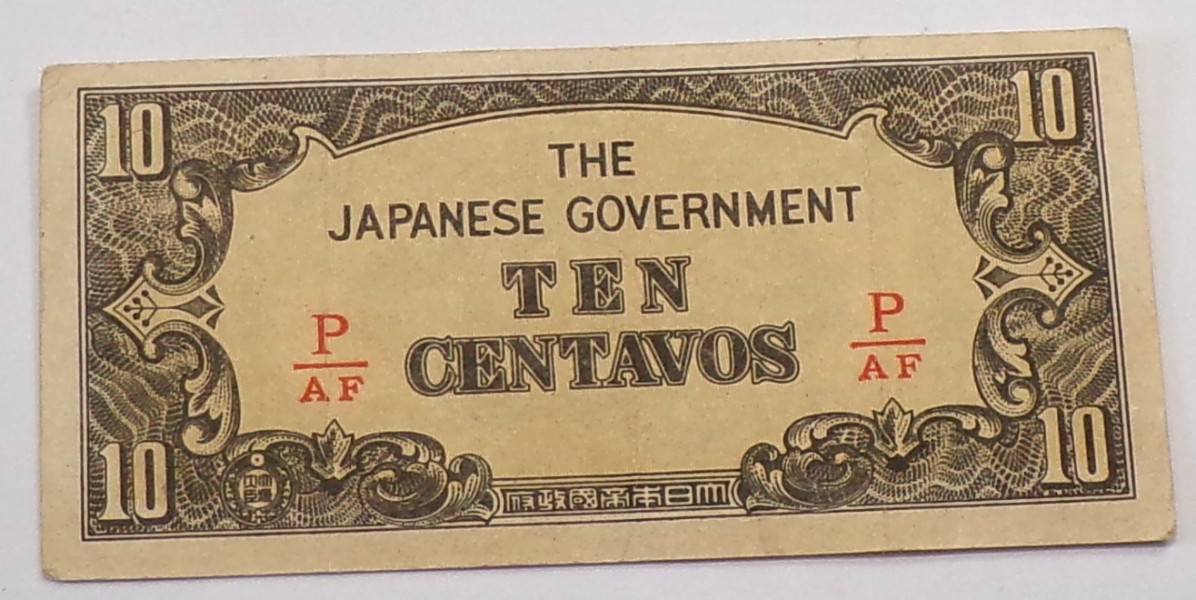 10 10
THE
JAPANESE GOVERNMENT
TEN
CENTAVOS
P
AF
P
AF
10 10
大日本帝國政府